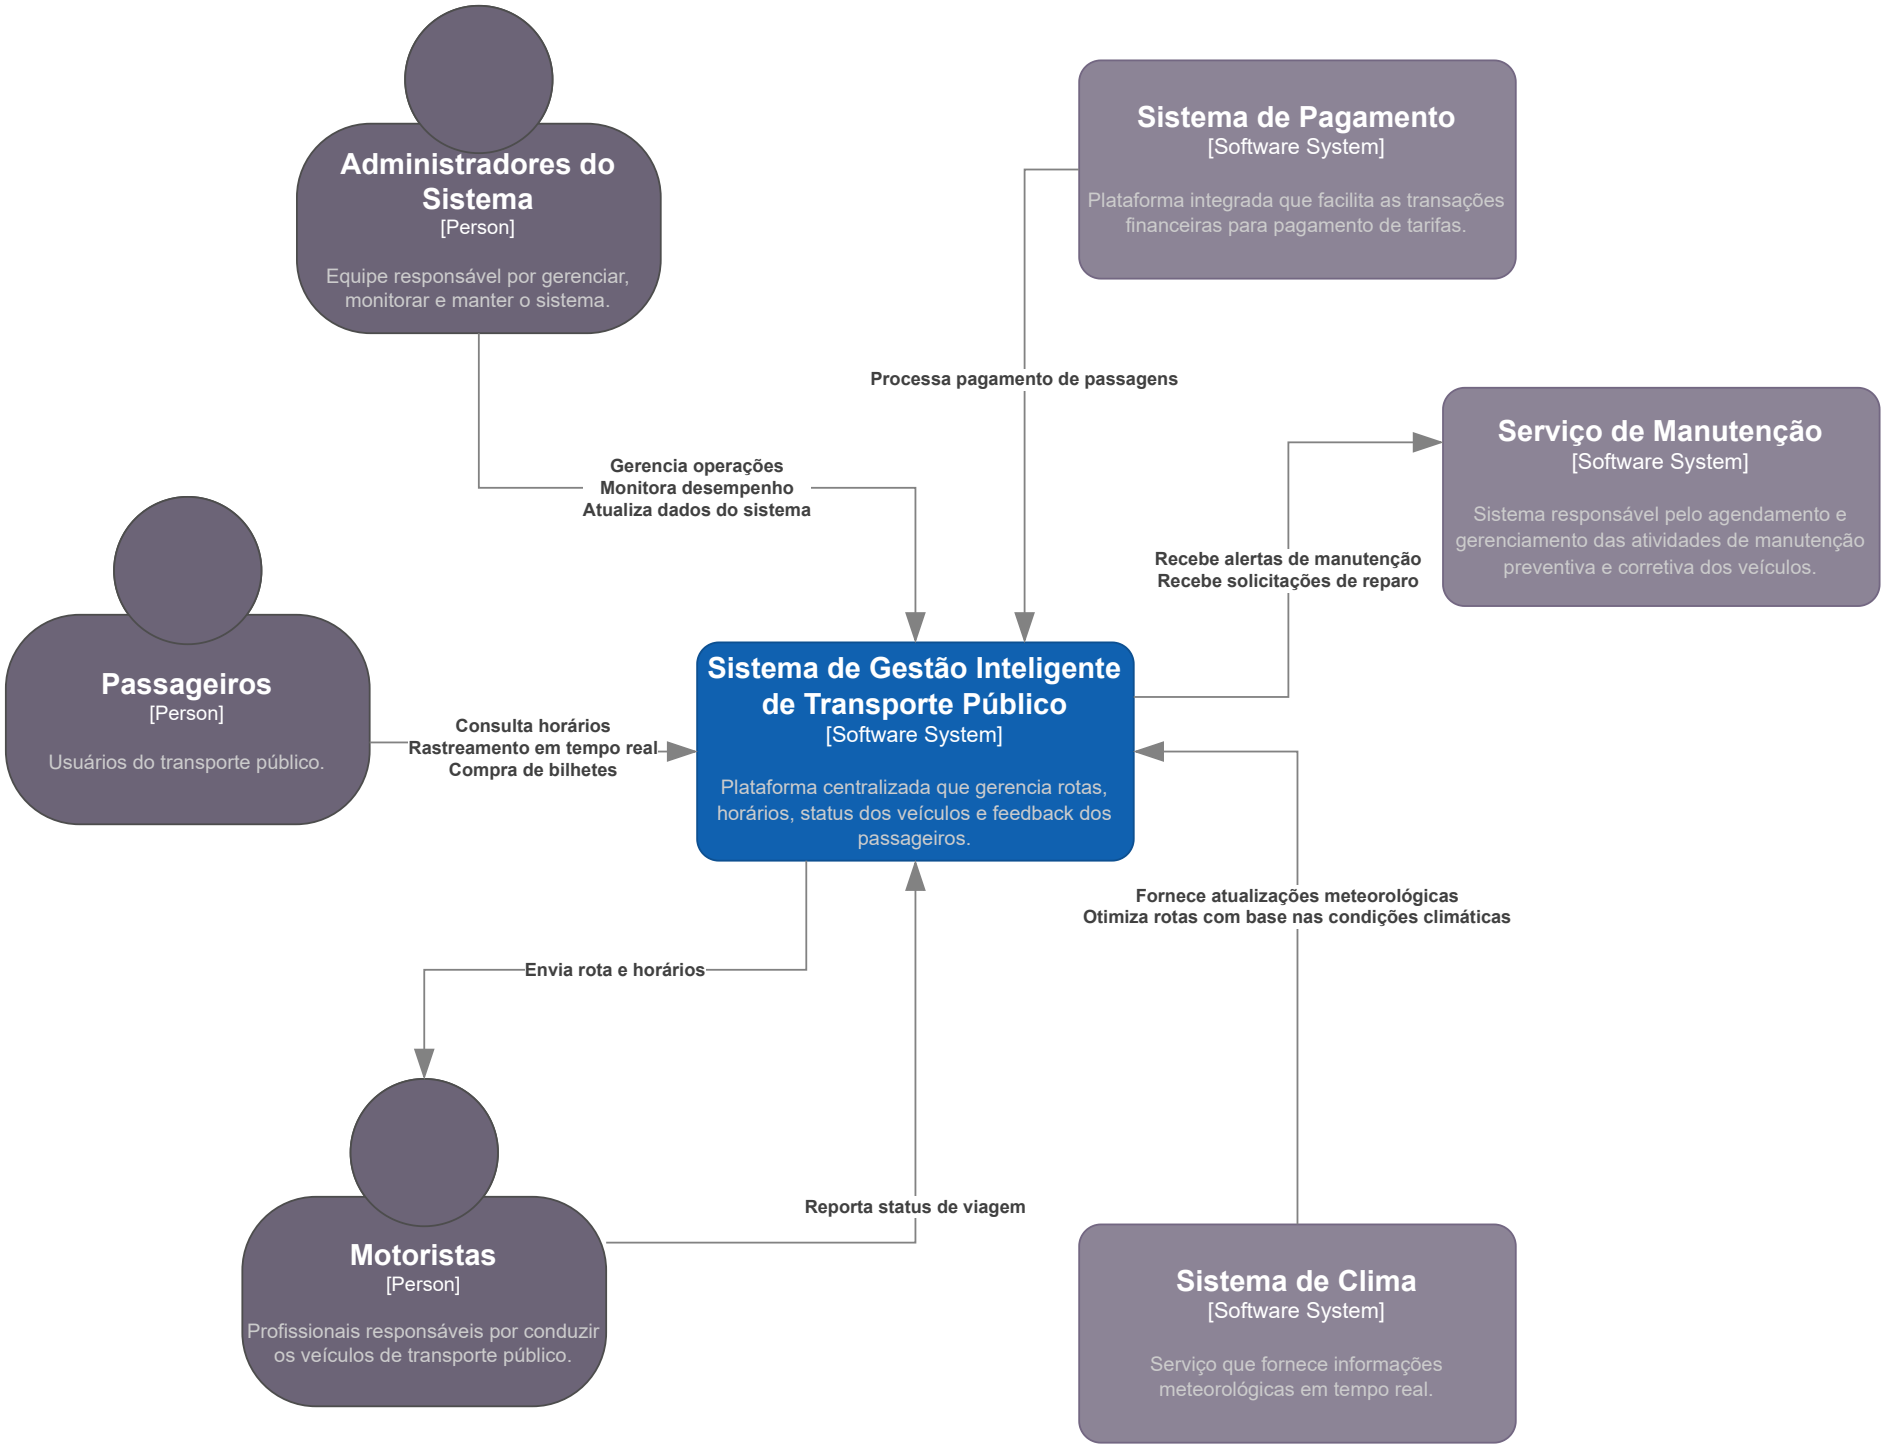 Administradores do
Sistema
[Person]
Equipe responsável por gerenciar,
monitorar e manter o sistema.
Sistema de Pagamento
[Software System]
Plataforma integrada que facilita as transações
financeiras para pagamento de tarifas.
Processa pagamento de passagens
Gerencia operações
Monitora desempenho
Atualiza dados do sistema
Serviço de Manutenção
[Software System]
Sistema responsável pelo agendamento e
gerenciamento das atividades de manutenção
preventiva e corretiva dos veículos.
Recebe alertas de manutenção
Recebe solicitações de reparo
Passageiros
[Person]
Usuários do transporte público.
Consulta horários
Rastreamento em tempo real
Compra de bilhetes
Sistema de Gestão Inteligente
de Transporte Público
[Software System]
Plataforma centralizada que gerencia rotas,
horários, status dos veículos e feedback dos
passageiros.
Fornece atualizações meteorológicas
Otimiza rotas com base nas condições climáticas
Envia rota e horários
Reporta status de viagem
Motoristas
[Person]
Profissionais responsáveis por conduzir
os veículos de transporte público.
Sistema de Clima
[Software System]
Serviço que fornece informações
meteorológicas em tempo real.